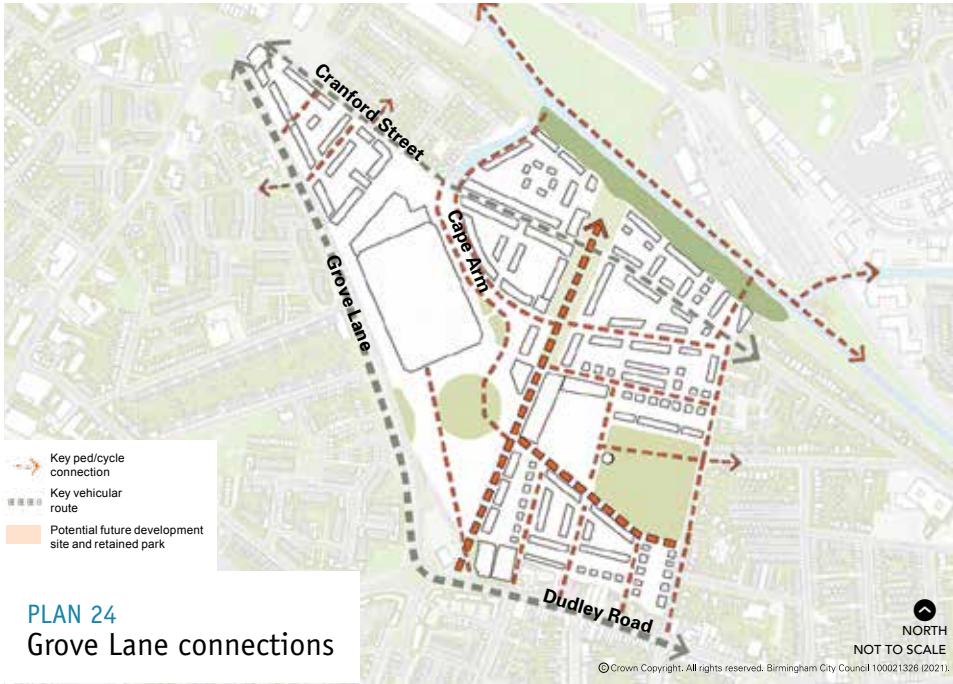 Cranford Street
Cape Arm
Grove Lane
Dudley Road
Key ped/cycle
connection
Key vehicular
route
Potential future development
site and retained park
PLAN 24
Grove Lane connections
NORTH
NOT TO SCALE
© Crown Copyright. All rights reserved. Birmingham City Council 100021326 (2021).